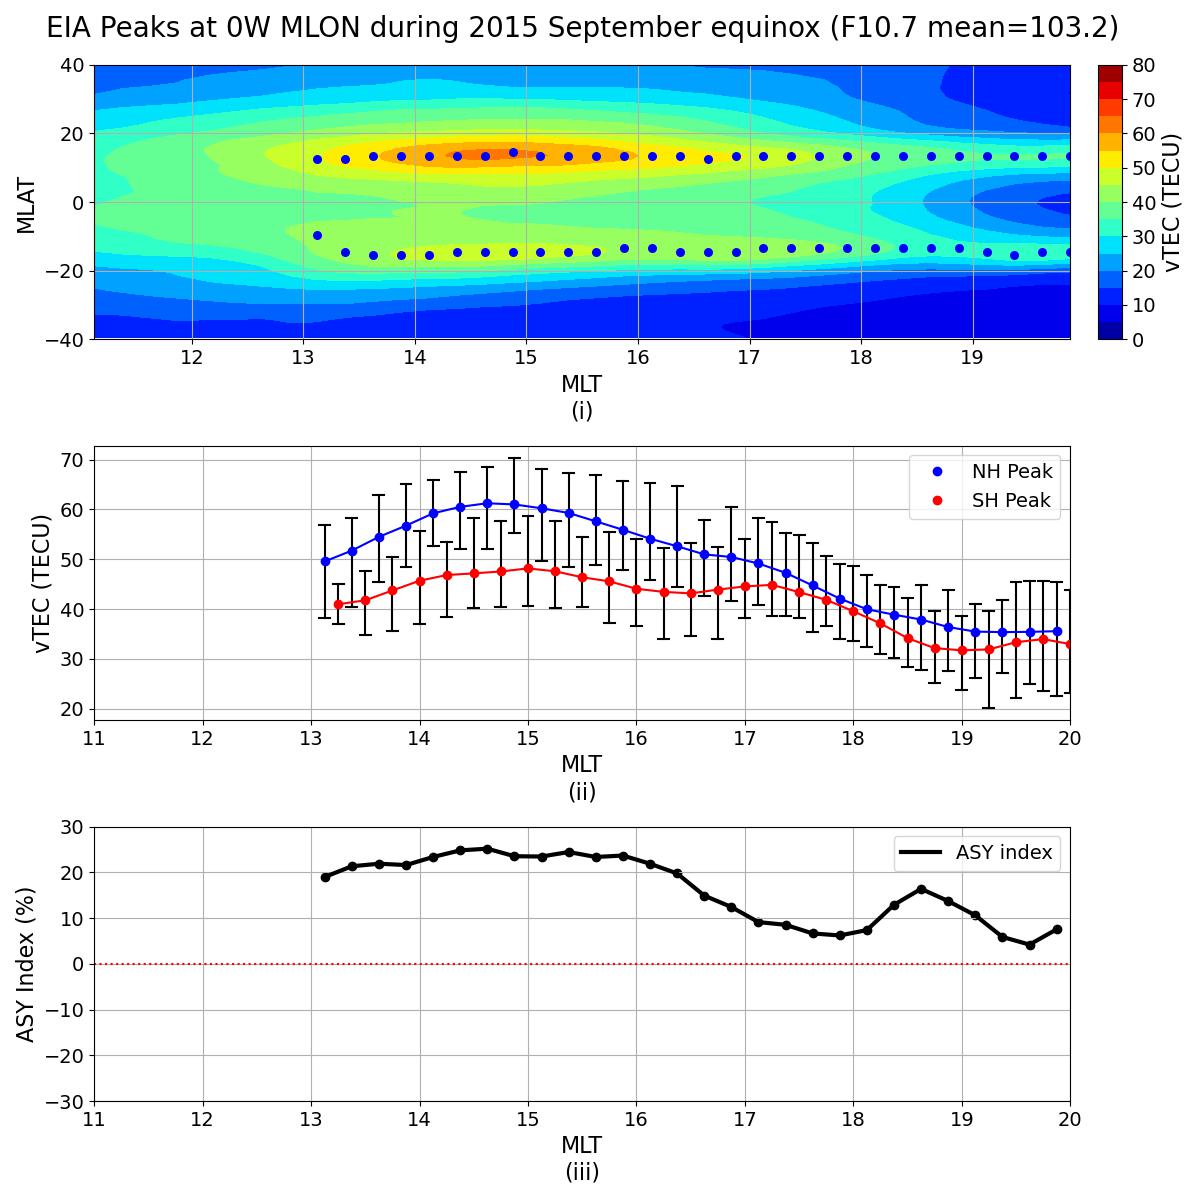 EIA Peaks at 0W MLON during 2015 September equinox (F10.7 mean=103.2)
40
20
0
−20
−40
MLAT
12 13 14 15 16 17 18 19
MLT
(i)
80
70
60
50
40
30
20
10
0
vTEC (TECU)
70
60
50
40
30
20
vTEC (TECU)
NH Peak
SH Peak
11 12 13 14 15 16 17 18 19 20
MLT
(ii)
30
20
10
0
−10
−20
−30
ASY Index (%)
ASY index
11 12 13 14 15 16 17 18 19 20
MLT
(iii)